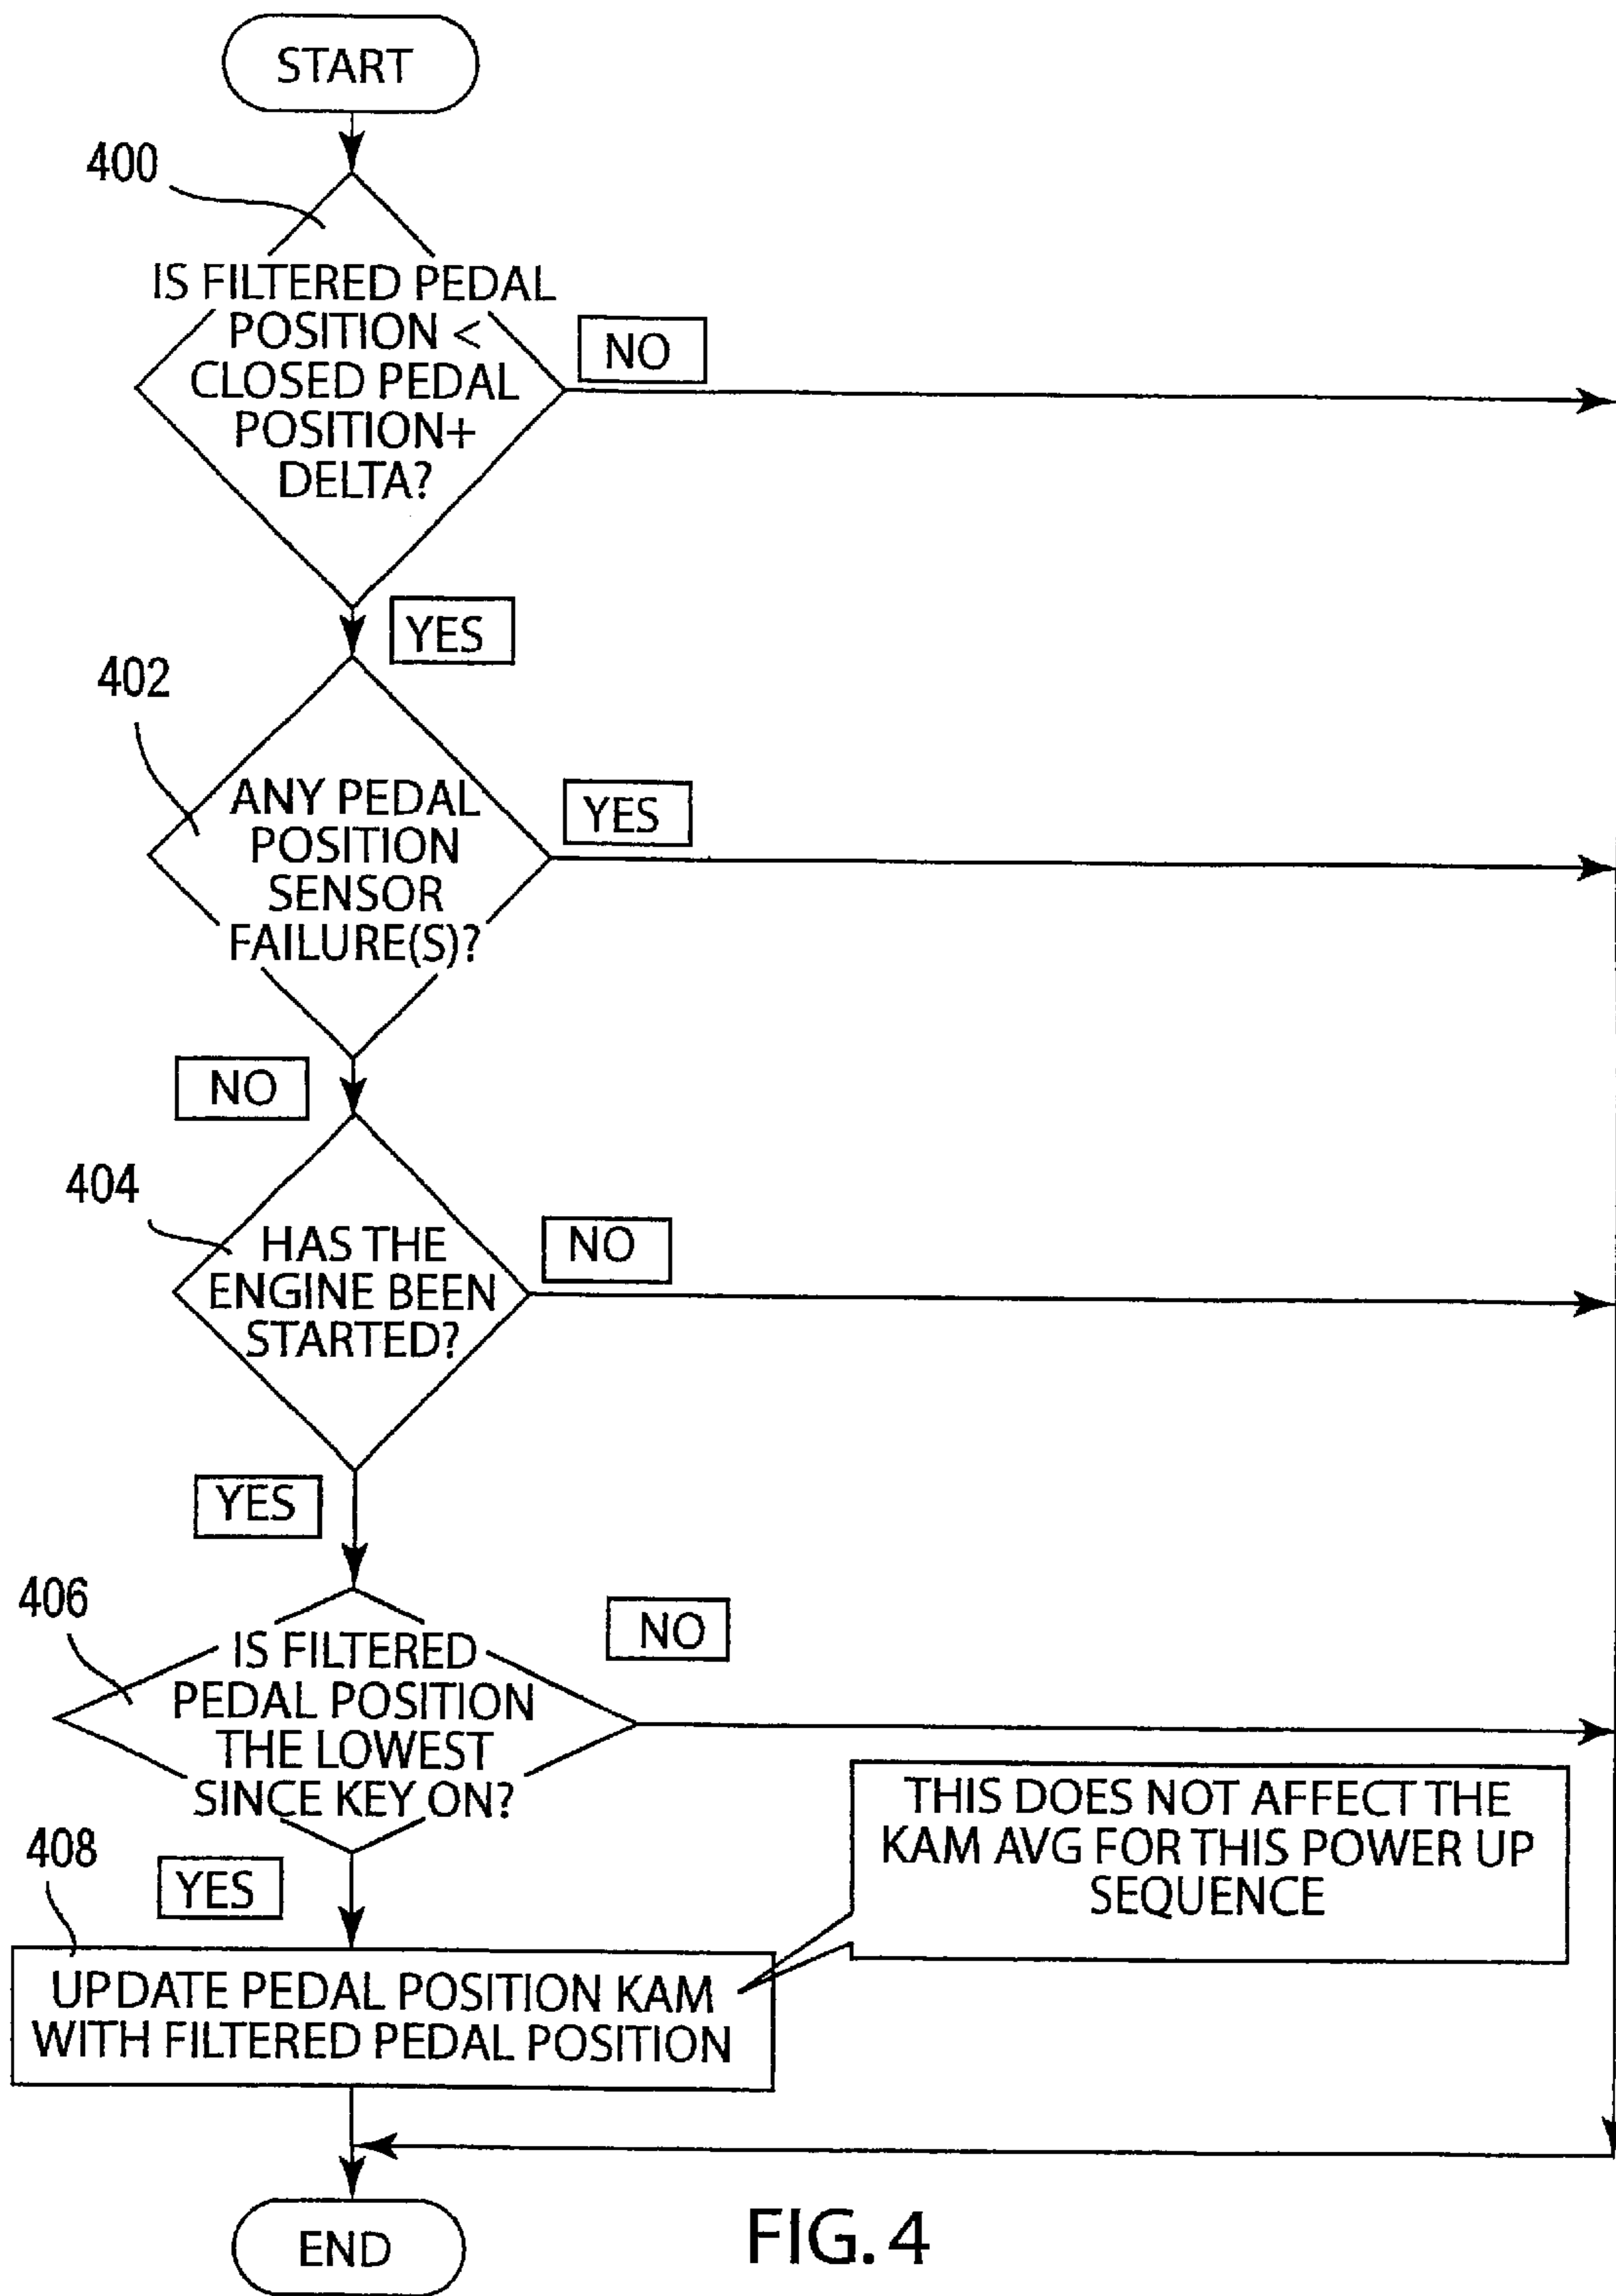 START
400
IS FILTERED PEDAL
POSITION <
CLOSED PEDAL
POSITION+
DELTA?
NO
YES
402
ANY PEDAL
POSITION
SENSOR
FAILURE(S)?
YES
NO
404
HAS THE
ENGINE BEEN
STARTED?
NO
YES
406
IS FILTERED
PEDAL POSITION
THE LOWEST
SINCE KEY ON?
NO
YES
THIS DOES NOT AFFECT THE
KAM AVG FOR THIS POWER UP
SEQUENCE
408
UPDATE PEDAL POSITION KAM
WITH FILTERED PEDAL POSITION
END
FIG. 4